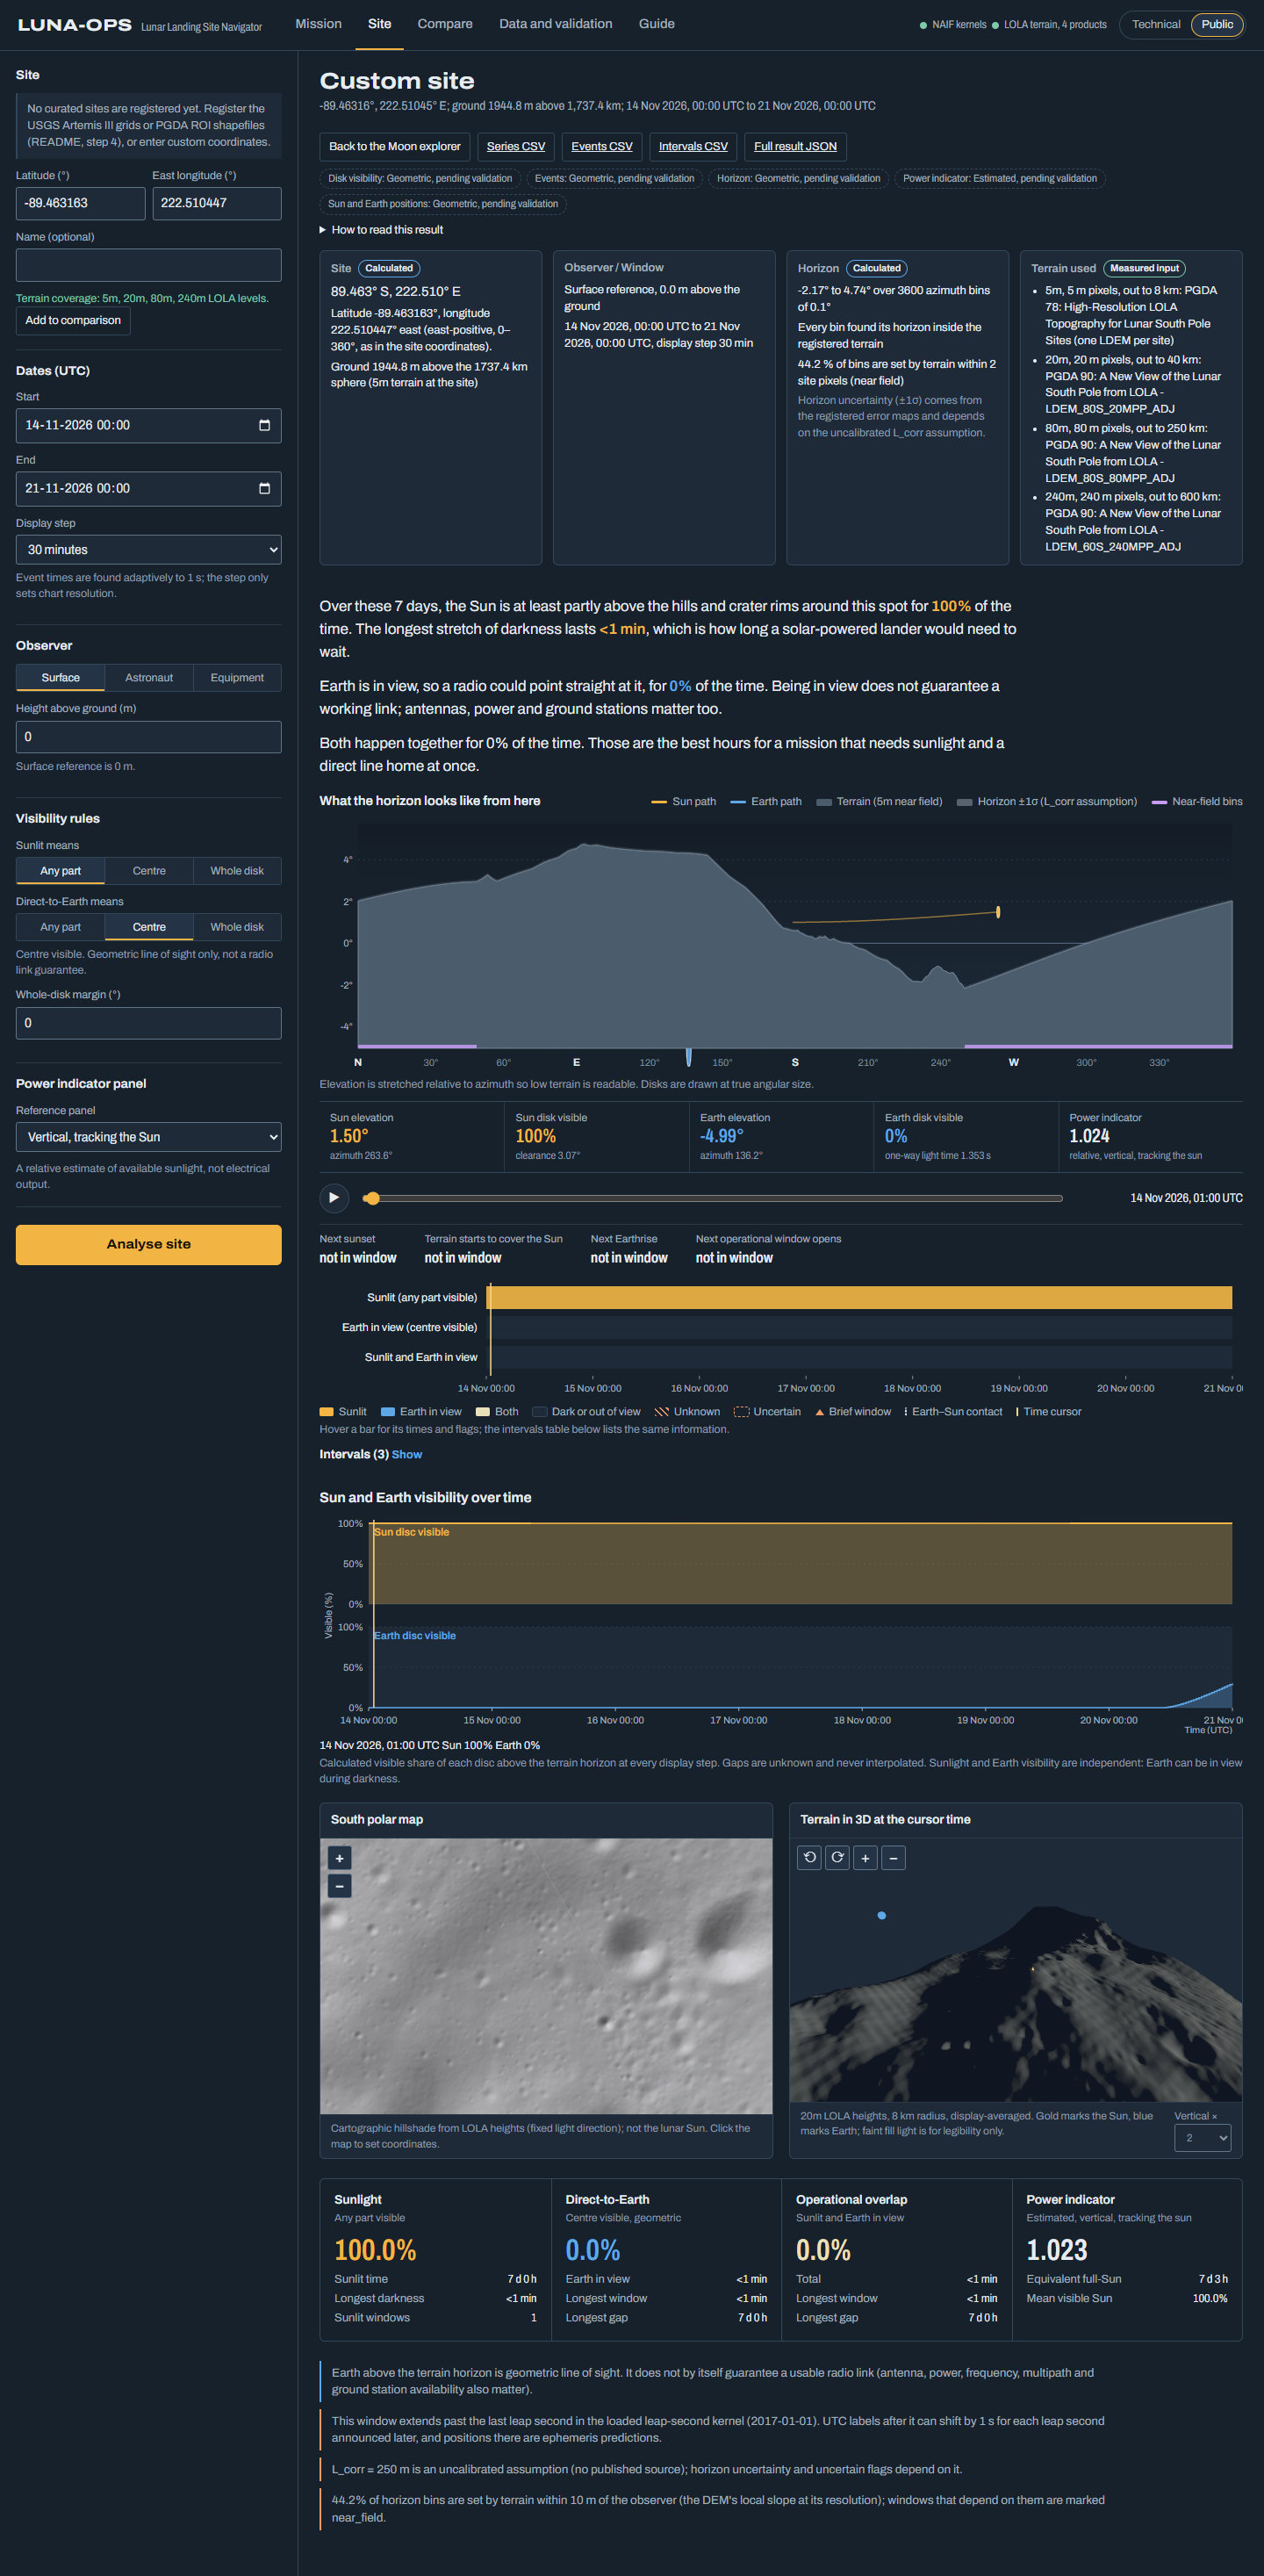 LUNA-OPS Lunar Landing Site Navigator
Mission
Site
Compare
Data and validation
Guide
NAIF kernels
LOLA terrain, 4 products
Technical
Public
Site
No curated sites are registered yet. Register the
USGS Artemis III grids or PGDA ROI shapefiles
(README, step 4), or enter custom coordinates.
Latitude (°)
East longitude (°)
-89.463163
222.510447
Name (optional)
Terrain coverage: 5m, 20m, 80m, 240m LOLA levels.
Add to comparison
Dates (UTC)
Start
14-11-2026 00:00
End
21-11-2026 00:00
Display step
30 minutes
Event times are found adaptively to 1 s; the step only
sets chart resolution.
Observer
Surface
Astronaut
Equipment
Height above ground (m)
0
Surface reference is 0 m.
Visibility rules
Sunlit means
Any part
Centre
Whole disk
Direct-to-Earth means
Any part
Centre
Whole disk
Centre visible. Geometric line of sight only, not a radio
link guarantee.
Whole-disk margin (°)
0
Power indicator panel
Reference panel
Vertical, tracking the Sun
A relative estimate of available sunlight, not electrical
output.
Analyse site
Custom site
-89.46316°, 222.51045° E; ground 1944.8 m above 1,737.4 km; 14 Nov 2026, 00:00 UTC to 21 Nov 2026, 00:00 UTC
Back to the Moon explorer
Series CSV
Events CSV
Intervals CSV
Full result JSON
Disk visibility: Geometric, pending validation
Events: Geometric, pending validation
Horizon: Geometric, pending validation
Power indicator: Estimated, pending validation
Sun and Earth positions: Geometric, pending validation
How to read this result
Site Calculated
89.463° S, 222.510° E
Latitude -89.463163°, longitude
222.510447° east (east-positive, 0–
360°, as in the site coordinates).
Ground 1944.8 m above the 1737.4 km
sphere (5m terrain at the site)
Observer / Window
Surface reference, 0.0 m above the
ground
14 Nov 2026, 00:00 UTC to 21 Nov
2026, 00:00 UTC, display step 30 min
Horizon Calculated
-2.17° to 4.74° over 3600 azimuth bins
of 0.1°
Every bin found its horizon inside the
registered terrain
44.2 % of bins are set by terrain within 2
site pixels (near field)
Horizon uncertainty (±1σ) comes from
the registered error maps and depends
on the uncalibrated L_corr assumption.
Terrain used Measured input
5m, 5 m pixels, out to 8 km: PGDA
78: High-Resolution LOLA
Topography for Lunar South Pole
Sites (one LDEM per site)
20m, 20 m pixels, out to 40 km:
PGDA 90: A New View of the Lunar
South Pole from LOLA -
LDEM_80S_20MPP_ADJ
80m, 80 m pixels, out to 250 km:
PGDA 90: A New View of the Lunar
South Pole from LOLA -
LDEM_80S_80MPP_ADJ
240m, 240 m pixels, out to 600 km:
PGDA 90: A New View of the Lunar
South Pole from LOLA -
LDEM_60S_240MPP_ADJ
Over these 7 days, the Sun is at least partly above the hills and crater rims around this spot for 100% of the
time. The longest stretch of darkness lasts <1 min, which is how long a solar-powered lander would need to
wait.
Earth is in view, so a radio could point straight at it, for 0% of the time. Being in view does not guarantee a
working link; antennas, power and ground stations matter too.
Both happen together for 0% of the time. Those are the best hours for a mission that needs sunlight and a
direct line home at once.
What the horizon looks like from here
Sun path
Earth path
Terrain (5m near field)
Horizon ±1σ (L_corr assumption)
Near-field bins
4°
2°
0°
-2°
-4°
N 30° 60° E 120° 150° S 210° 240° W 300° 330°
Elevation is stretched relative to azimuth so low terrain is readable. Disks are drawn at true angular size.
Sun elevation
1.50°
azimuth 263.6°
Sun disk visible
100%
clearance 3.07°
Earth elevation
-4.99°
azimuth 136.2°
Earth disk visible
0%
one-way light time 1.353 s
Power indicator
1.024
relative, vertical, tracking the sun
14 Nov 2026, 01:00 UTC
Next sunset
not in window
Terrain starts to cover the Sun
not in window
Next Earthrise
not in window
Next operational window opens
not in window
Sunlit (any part visible)
Earth in view (centre visible)
Sunlit and Earth in view
14 Nov 00:00 15 Nov 00:00 16 Nov 00:00 17 Nov 00:00 18 Nov 00:00 19 Nov 00:00 20 Nov 00:00 21 Nov 0
Sunlit
Earth in view
Both
Dark or out of view
Unknown
Uncertain
Brief window
Earth–Sun contact
Time cursor
Hover a bar for its times and flags; the intervals table below lists the same information.
Intervals (3) Show
Sun and Earth visibility over time
Visible (%)
100%
Sun disc visible
50%
0%
100%
Earth disc visible
50%
0%
14 Nov 00:00 15 Nov 00:00 16 Nov 00:00 17 Nov 00:00 18 Nov 00:00 19 Nov 00:00 20 Nov 00:00 21 Nov 0
Time (UTC)
14 Nov 2026, 01:00 UTC Sun 100% Earth 0%
Calculated visible share of each disc above the terrain horizon at every display step. Gaps are unknown and never interpolated. Sunlight and Earth visibility are independent: Earth can be in view
during darkness.
South polar map
+
−
Cartographic hillshade from LOLA heights (fixed light direction); not the lunar Sun. Click the
map to set coordinates.
Terrain in 3D at the cursor time
+
−
20m LOLA heights, 8 km radius, display-averaged. Gold marks the Sun, blue
marks Earth; faint fill light is for legibility only.
Vertical ×
2
Sunlight
Any part visible
100.0%
Sunlit time 7 d 0 h
Longest darkness <1 min
Sunlit windows 1
Direct-to-Earth
Centre visible, geometric
0.0%
Earth in view <1 min
Longest window <1 min
Longest gap 7 d 0 h
Operational overlap
Sunlit and Earth in view
0.0%
Total <1 min
Longest window <1 min
Longest gap 7 d 0 h
Power indicator
Estimated, vertical, tracking the sun
1.023
Equivalent full-Sun 7 d 3 h
Mean visible Sun 100.0%
Earth above the terrain horizon is geometric line of sight. It does not by itself guarantee a usable radio link (antenna, power, frequency, multipath and
ground station availability also matter).
This window extends past the last leap second in the loaded leap-second kernel (2017-01-01). UTC labels after it can shift by 1 s for each leap second
announced later, and positions there are ephemeris predictions.
L_corr = 250 m is an uncalibrated assumption (no published source); horizon uncertainty and uncertain flags depend on it.
44.2% of horizon bins are set by terrain within 10 m of the observer (the DEM's local slope at its resolution); windows that depend on them are marked
near_field.